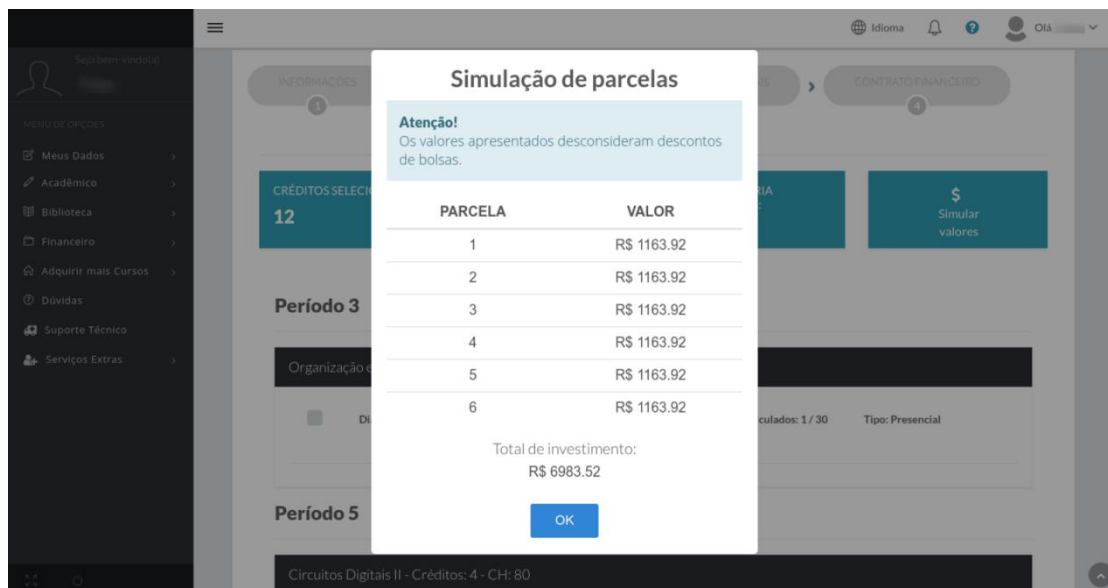 Idioma
Olá
Seja bem-vindo(a)
MENU DE OPÇÕES
Meus Dados
Acadêmico
Biblioteca
Financeiro
Adquirir mais Cursos
Dúvidas
Suporte Técnico
Serviços Extras
INFORMAÇÕES
1
CONTRATO FINANCEIRO
4
CRÉDITOS
12
$
Simular
valores
Simulação de parcelas
Atenção!
Os valores apresentados desconsideram descontos
de bolsas.
PARCELA VALOR
1 R$ 1163.92
2 R$ 1163.92
3 R$ 1163.92
4 R$ 1163.92
5 R$ 1163.92
6 R$ 1163.92
Total de investimento:
R$ 6983.52
OK
Período 3
Organização
culados: 1 / 30 Tipo: Presencial
Período 5
Circuitos Digitais II - Créditos: 4 - CH: 80